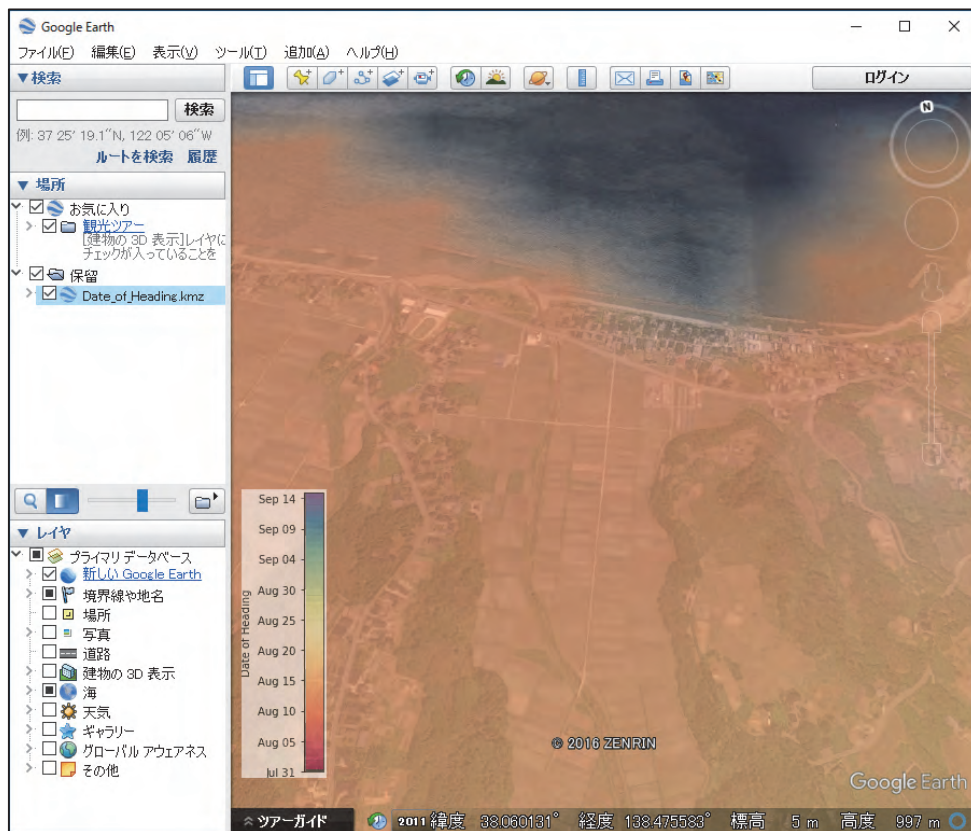 Google Earth
ファイル(F) 編集(E) 表示(V) ツール(T) 追加(A) ヘルプ(H)
▼検索
ログイン
検索
例: 37 25' 19.1"N, 122 05' 06"W
ルートを検索 履歴
▼ 場所
お気に入り
観光ツアー
[建物の 3D 表示]レイヤに
チェックが入っていることを
保留
Date_of_Heading.kmz
▼ レイヤ
プライマリ データベース
新しい Google Earth
境界線や地名
場所
写真
道路
建物の 3D 表示
海
天気
ギャラリー
グローバル アウェアネス
その他
N
Date of Heading
Sep 14
Sep 09
Sep 04
Aug 30
Aug 25
Aug 20
Aug 15
Aug 10
Aug 05
Jul 31
© 2016 ZENRIN
Google Earth
ツアーガイド 2011 緯度 38.060131° 経度 138.475583° 標高 5 m 高度 997 m